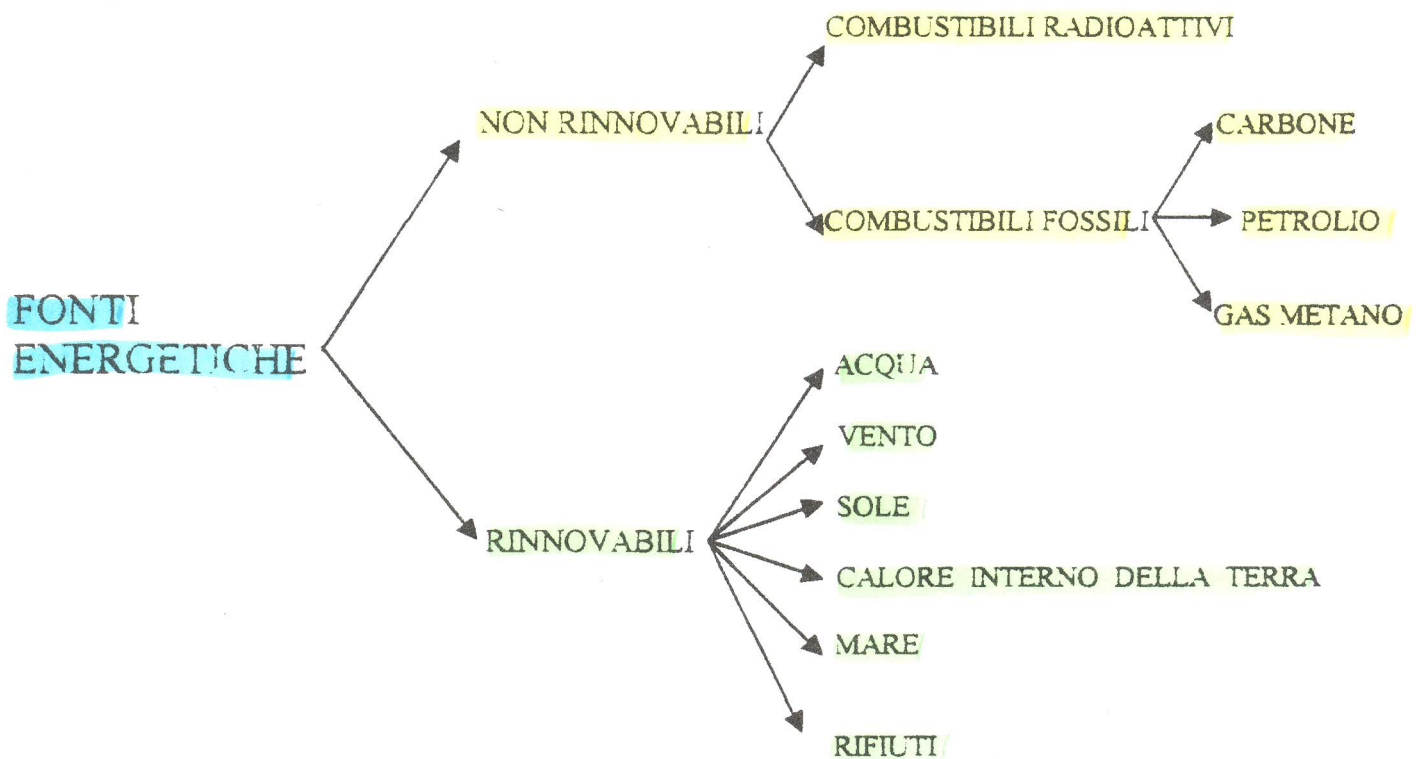 COMBUSTIBILI RADIOATTIVI
NON RINNOVABILI
CARBONE
COMBUSTIBILI FOSSILI
PETROLIO
GAS METANO
FONTI
ENERGETICHE
ACQUA
VENTO
SOLE
RINNOVABILI
CALORE INTERNO DELLA TERRA
MARE
RIFIUTI